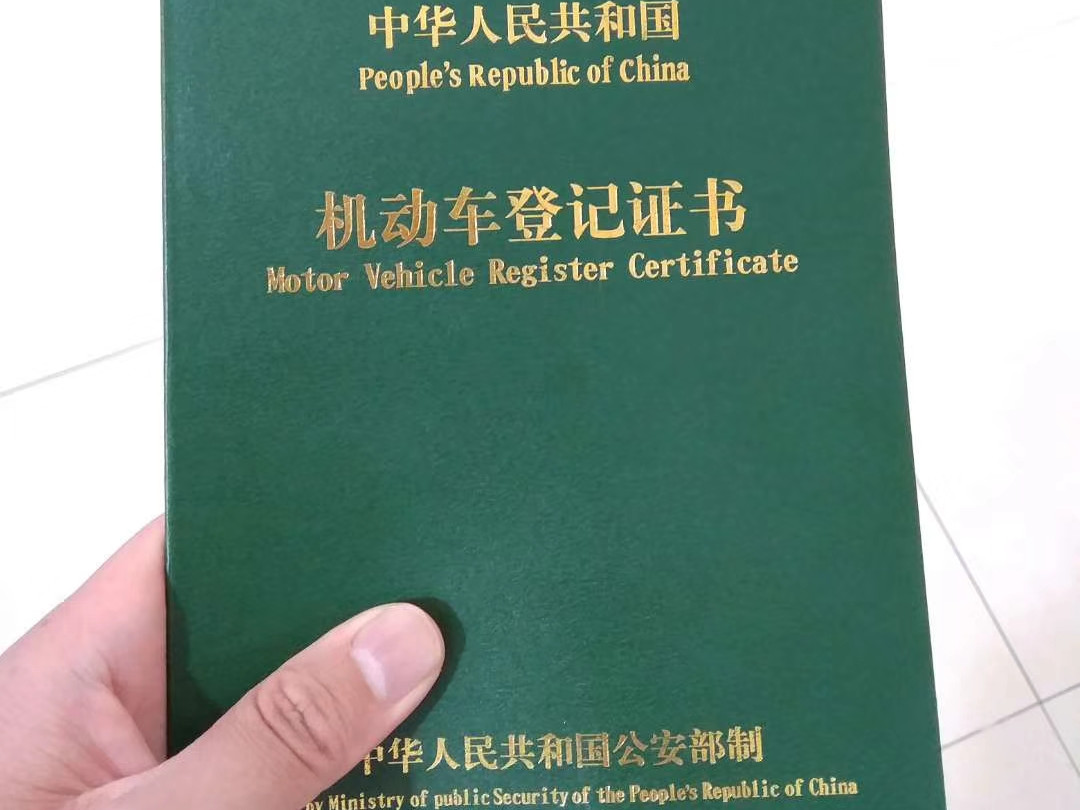 中华人民共和国
People's Republic of China
机动车登记证书
Motor Vehicle Register Certificate
中华人民共和国公安部制
by Ministry of public Security of the People's Republic of China